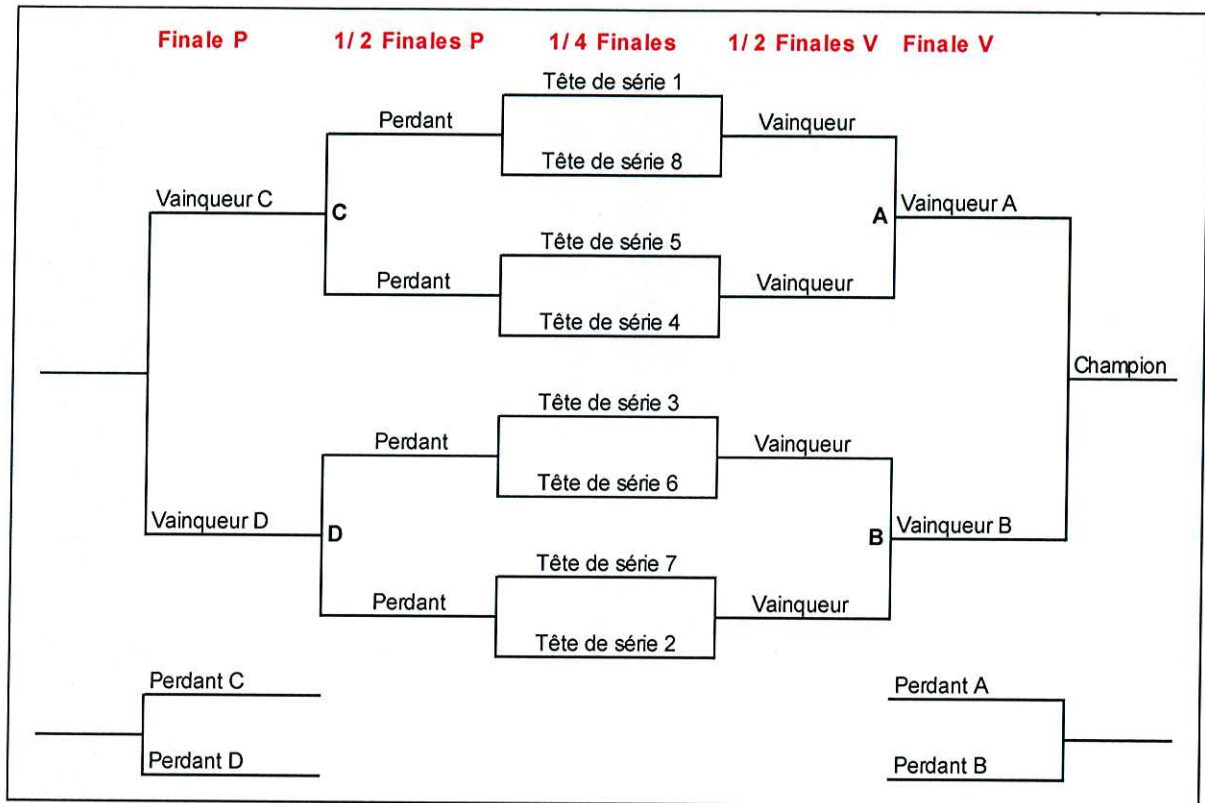 Finale P 1/2 Finales P 1/4 Finales 1/2 Finales V Finale V
Tête de série 1
Perdant Vainqueur
Tête de série 8
Vainqueur C C A Vainqueur A
Tête de série 5
Perdant Vainqueur
Tête de série 4
Champion
Tête de série 3
Perdant Vainqueur
Tête de série 6
Vainqueur D D B Vainqueur B
Tête de série 7
Perdant Vainqueur
Tête de série 2
Perdant C Perdant A
Perdant D Perdant B